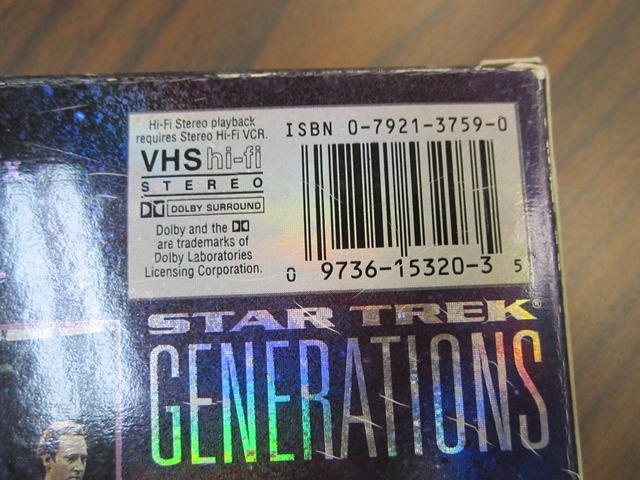 Hi-Fi Stereo playback
requires Stereo Hi-Fi VCR.
VHS hi-fi
STEREO
DOLBY SURROUND
Dolby and the
are trademarks of
Dolby Laboratories
Licensing Corporation.
ISBN 0-7921-3759-0
0 9736-15320-3 5
STAR TREK®
GENERATIONS